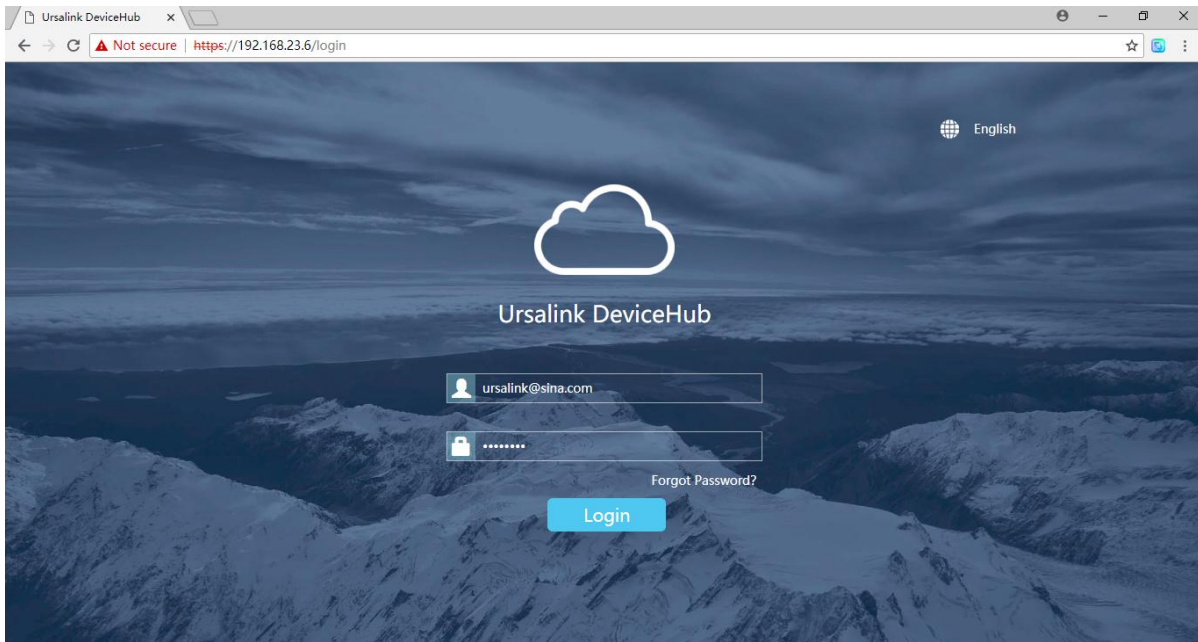 Ursalink DeviceHub
Not secure | https://192.168.23.6/login
English
Ursalink DeviceHub
ursalink@sina.com
••••••••
Forgot Password?
Login